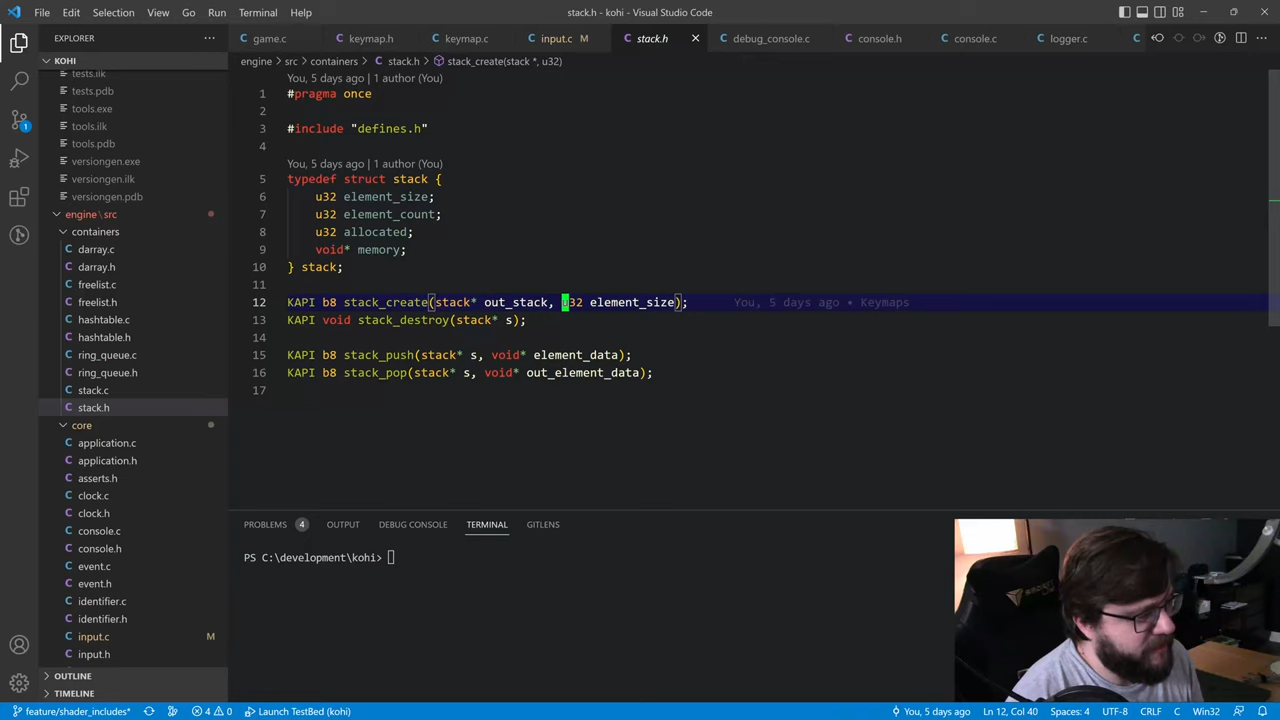 File Edit Selection View Go Run Terminal Help
stack.h - kohi - Visual Studio Code
EXPLORER
game.c keymap.h keymap.c input.c M stack.h debug_console.c console.h console.c logger.c
KOHI
engine > src > containers > stack.h > stack_create(stack *, u32)
tests.ilk
tests.pdb
tools.exe
tools.ilk
tools.pdb
versiongen.exe
versiongen.ilk
versiongen.pdb
engine\src
containers
darray.c
darray.h
freelist.c
freelist.h
hashtable.c
hashtable.h
ring_queue.c
ring_queue.h
stack.c
stack.h
core
application.c
application.h
asserts.h
clock.c
clock.h
console.c
console.h
event.c
event.h
identifier.c
identifier.h
input.c M
input.h
OUTLINE
TIMELINE
You, 5 days ago | 1 author (You)
1 #pragma once
2
3 #include "defines.h"
4
You, 5 days ago | 1 author (You)
5 typedef struct stack {
6 u32 element_size;
7 u32 element_count;
8 u32 allocated;
9 void* memory;
10 } stack;
11
12 KAPI b8 stack_create(stack* out_stack, u32 element_size); You, 5 days ago • Keymaps
13 KAPI void stack_destroy(stack* s);
14
15 KAPI b8 stack_push(stack* s, void* element_data);
16 KAPI b8 stack_pop(stack* s, void* out_element_data);
17
PROBLEMS 4 OUTPUT DEBUG CONSOLE TERMINAL GITLENS
PS C:\development\kohi>
feature/shader_includes* 4 0 Launch TestBed (kohi) You, 5 days ago Ln 12, Col 40 Spaces: 4 UTF-8 CRLF C Win32